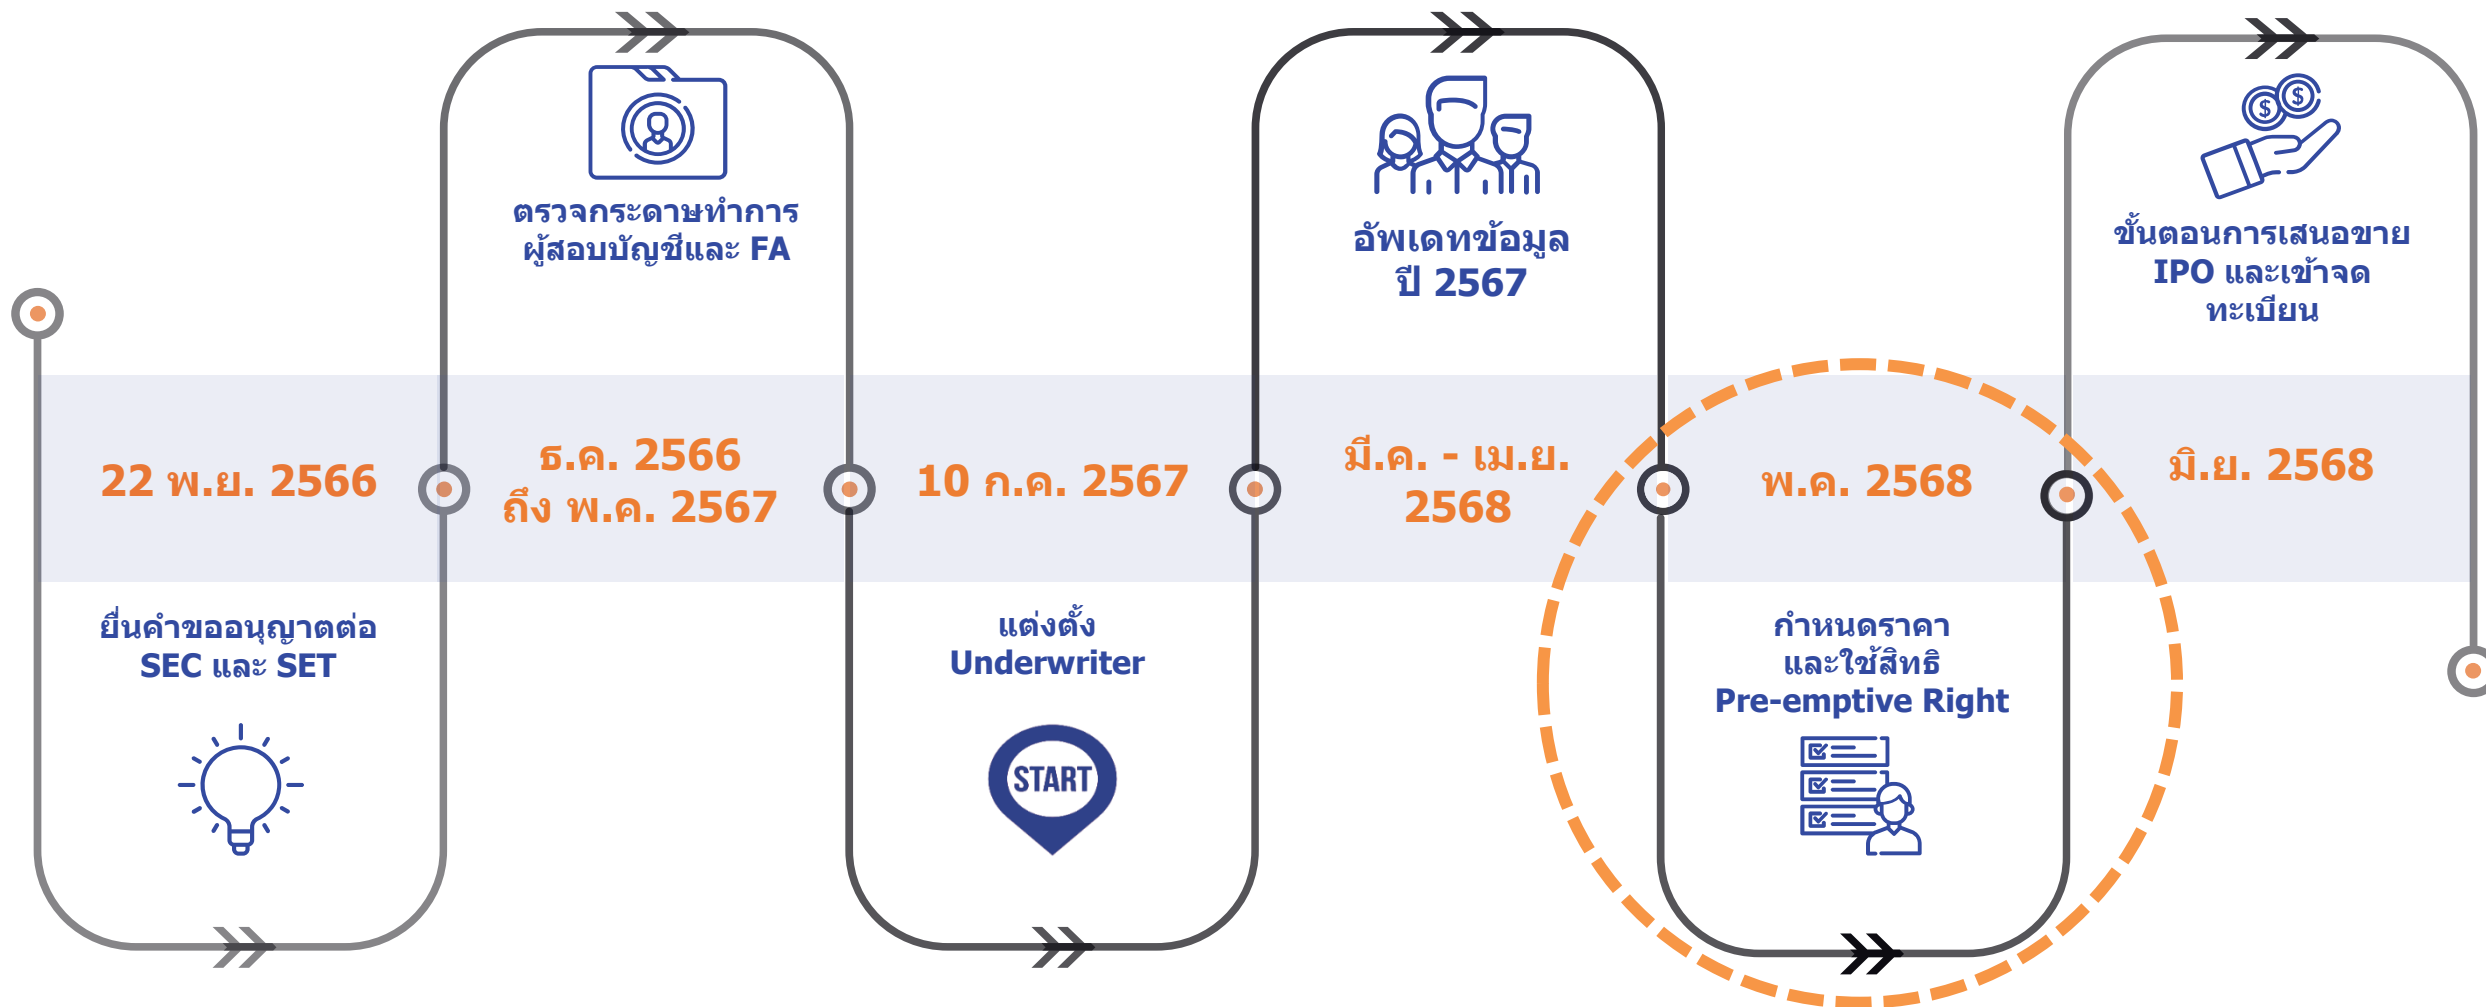 22 พ.ย. 2566
ยื่นคำขออนุญาตต่อ
SEC และ SET
ตรวจกระดาษทำการ
ผู้สอบบัญชีและ FA
ธ.ค. 2566
ถึง พ.ค. 2567
10 ก.ค. 2567
แต่งตั้ง
Underwriter
START
อัพเดทข้อมูล
ปี 2567
มี.ค. - เม.ย.
2568
พ.ค. 2568
กำหนดราคา
และใช้สิทธิ
Pre-emptive Right
$ $
ขั้นตอนการเสนอขาย
IPO และเข้าจด
ทะเบียน
มิ.ย. 2568